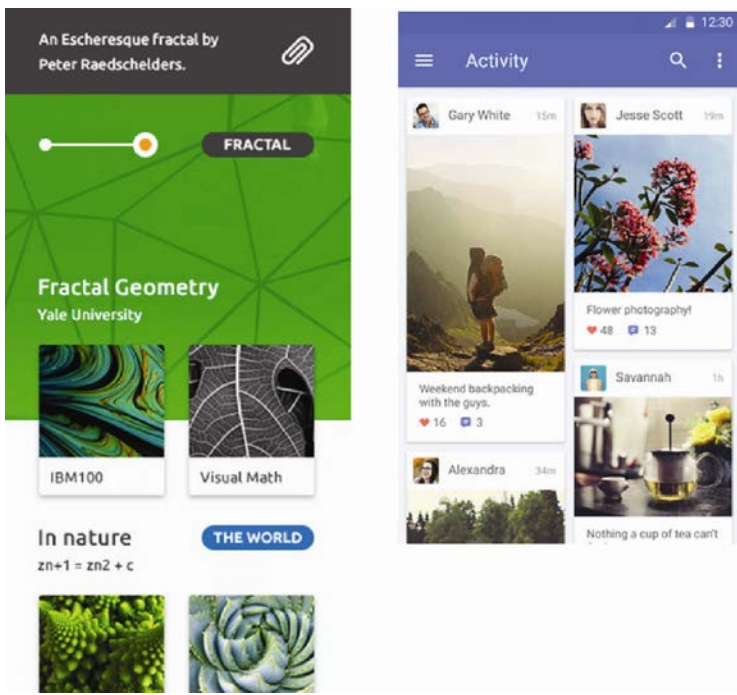 An Escheresque fractal by
Peter Raedschelders.
FRACTAL
Fractal Geometry
Yale University
IBM100
Visual Math
In nature
THE WORLD
zn+1 = zn2 + c
12:30
Activity
Gary White 15m
Weekend backpacking
with the guys.
16 3
Alexandra 34m
Jesse Scott 19m
Flower photography!
48 13
Savannah 1h
Nothing a cup of tea can't